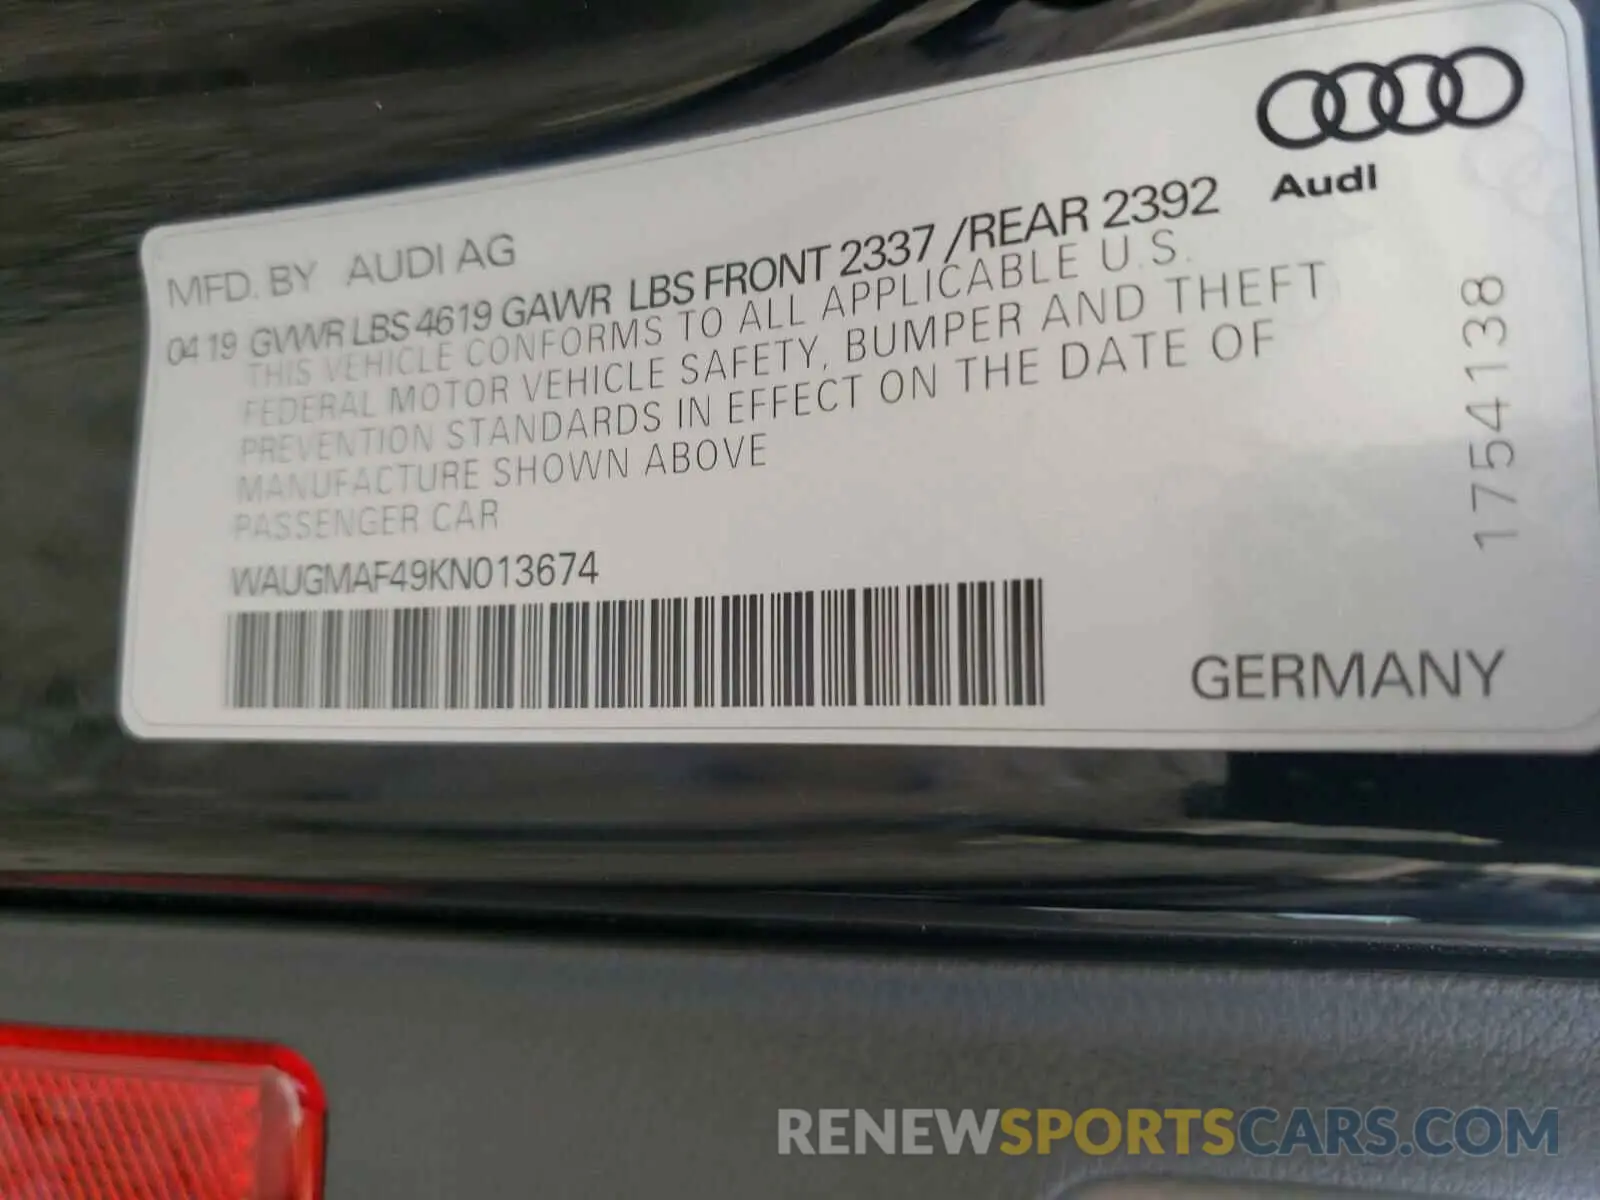 Audi
MFD. BY AUDI AG
04 19 GVWR LBS 4619 GAWR LBS FRONT 2337 /REAR 2392
THIS VEHICLE CONFORMS TO ALL APPLICABLE U.S.
FEDERAL MOTOR VEHICLE SAFETY, BUMPER AND THEFT
PREVENTION STANDARDS IN EFFECT ON THE DATE OF
MANUFACTURE SHOWN ABOVE
PASSENGER CAR
WAUGMAF49KN013674
GERMANY
1754138
RENEWSPORTSCARS.COM